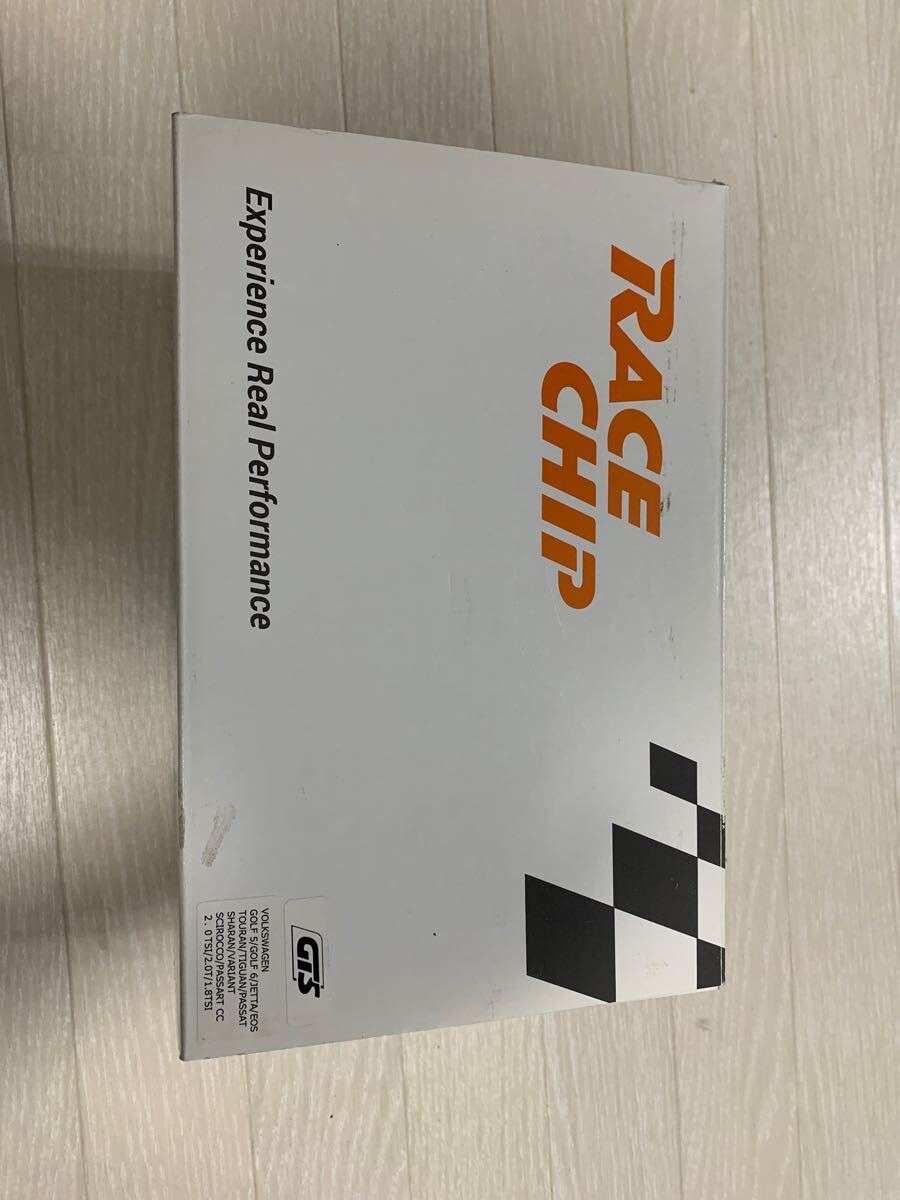 RACE
CHIP
Experience Real Performance
GTS
VOLKSWAGEN
GOLF 5/GOLF 6/JETTA/EOS
TOURAN/TIGUAN/PASSAT
SHARAN/VARIANT
SCIROCCO/PASSART CC
2. 0TSI/2.0T/1.8TSI